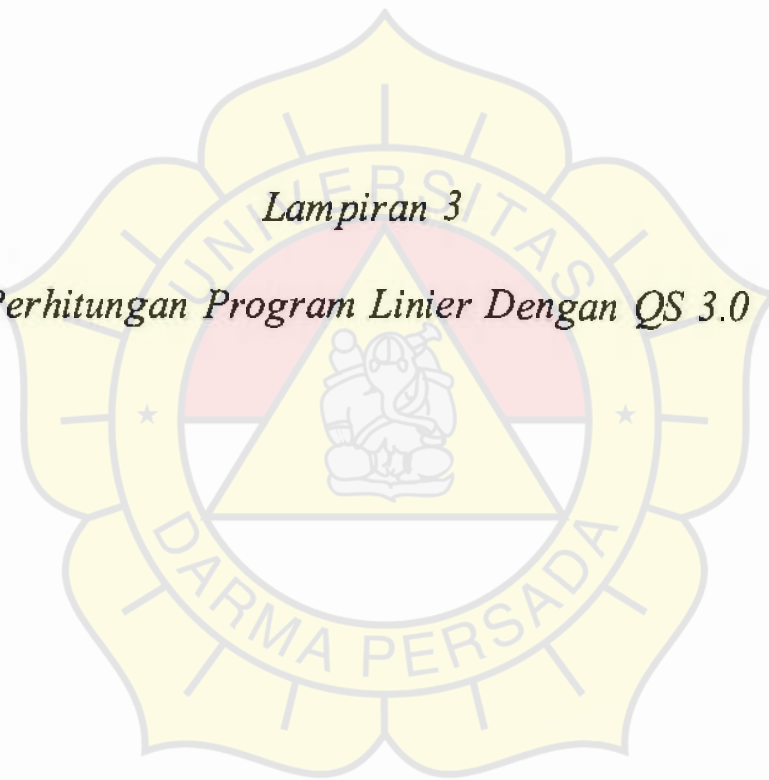 Lampiran 3
Perhitungan Program Linier Dengan QS 3.0
UNIVERSITAS
DARMA PERSADA